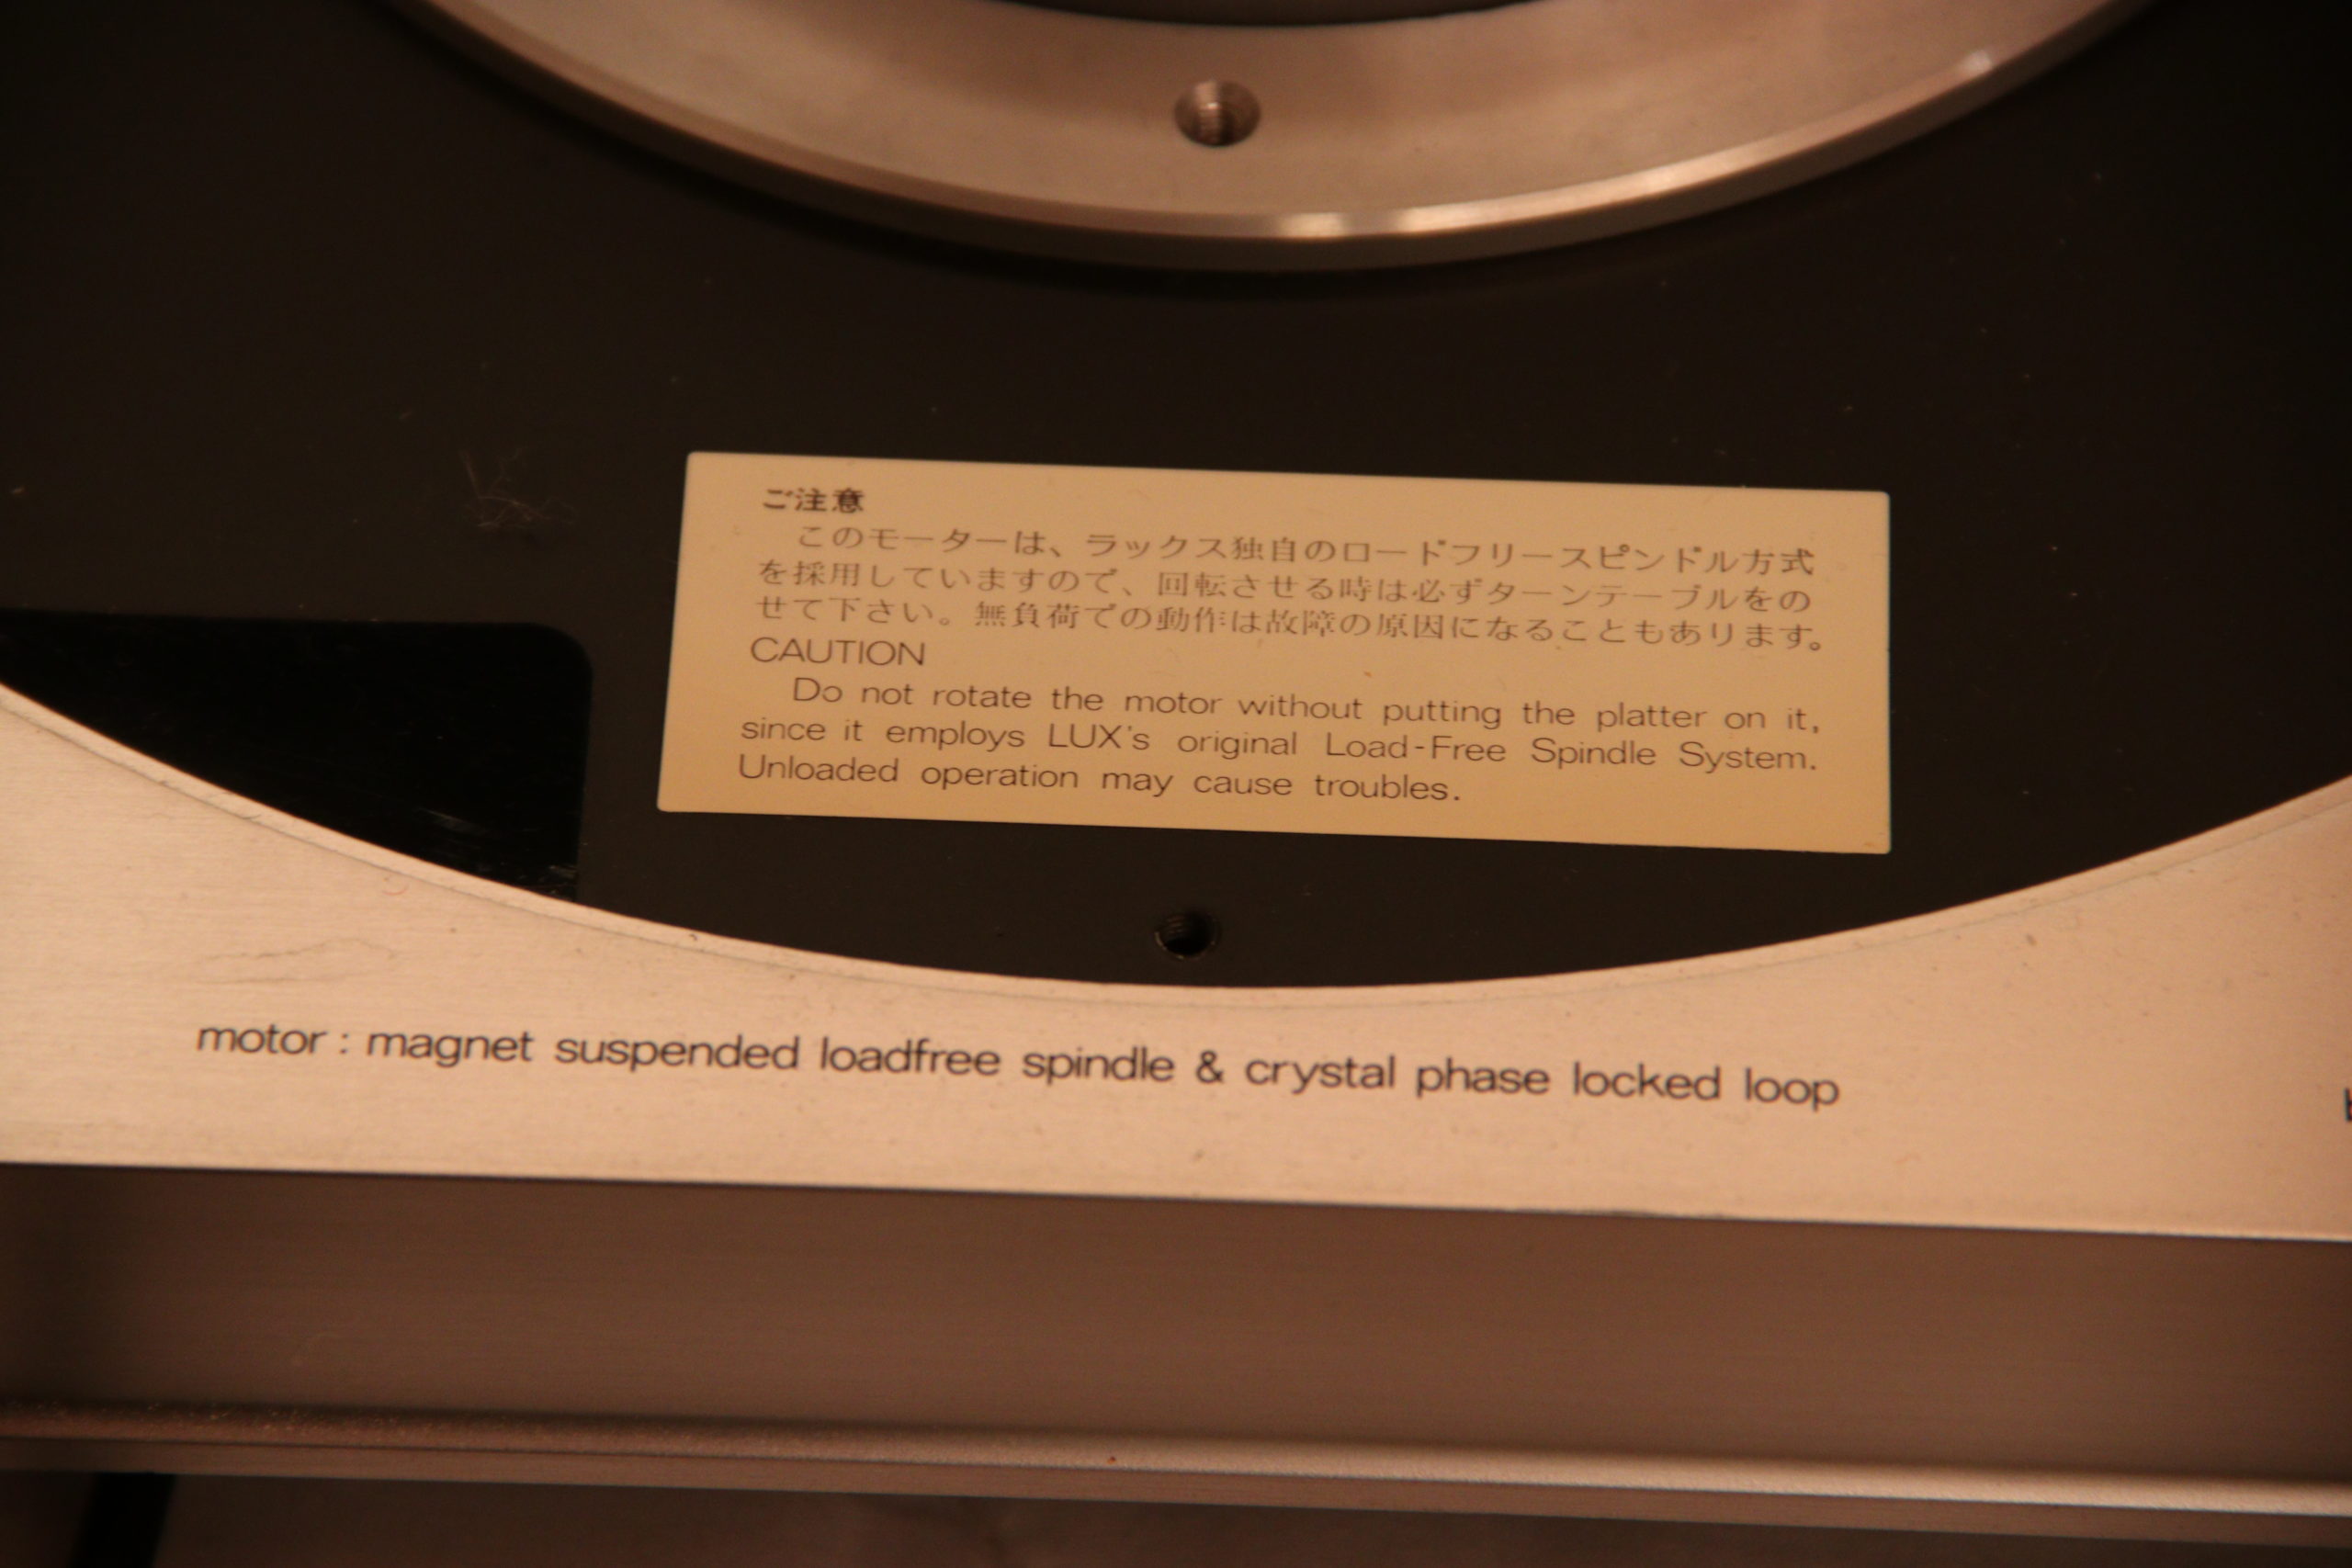 ご注意
このモーターは、ラックス独自のロードフリースピンドル方式
を採用していますので、回転させる時は必ずターンテーブルをの
せて下さい。無負荷での動作は故障の原因になることもあります。
CAUTION
Do not rotate the motor without putting the platter on it,
since it employs LUX's original Load-Free Spindle System.
Unloaded operation may cause troubles.
motor : magnet suspended loadfree spindle & crystal phase locked loop